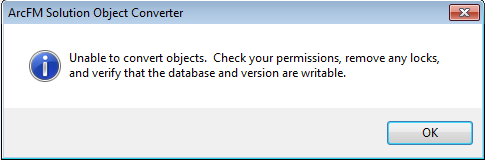 ArcFM Solution Object Converter
Unable to convert objects.  Check your permissions, remove any locks,
and verify that the database and version are writable.
OK